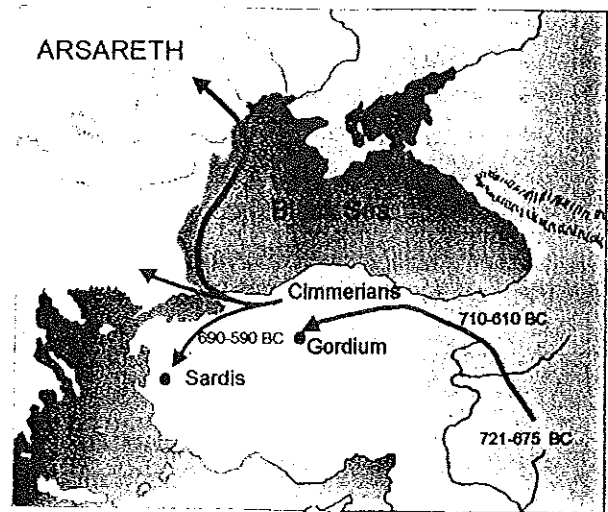 ARSARETH
Black Sea
Cimmerians
710-610 BC
690-590 BC
Gordium
Sardis
721-675 BC